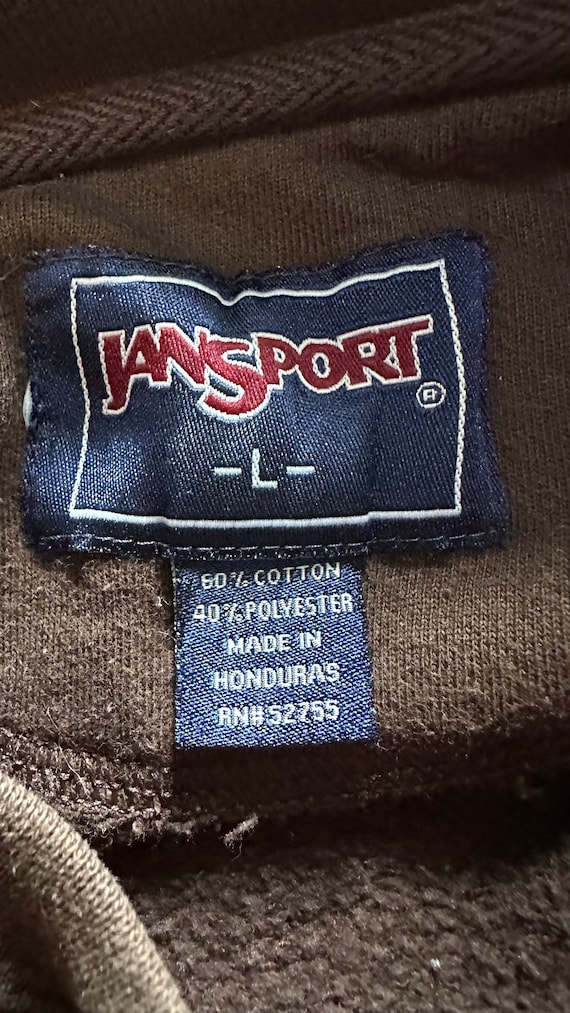 JANSPORT
®
-L-
60% COTTON
40% POLYESTER
MADE IN
HONDURAS
RN# 52755